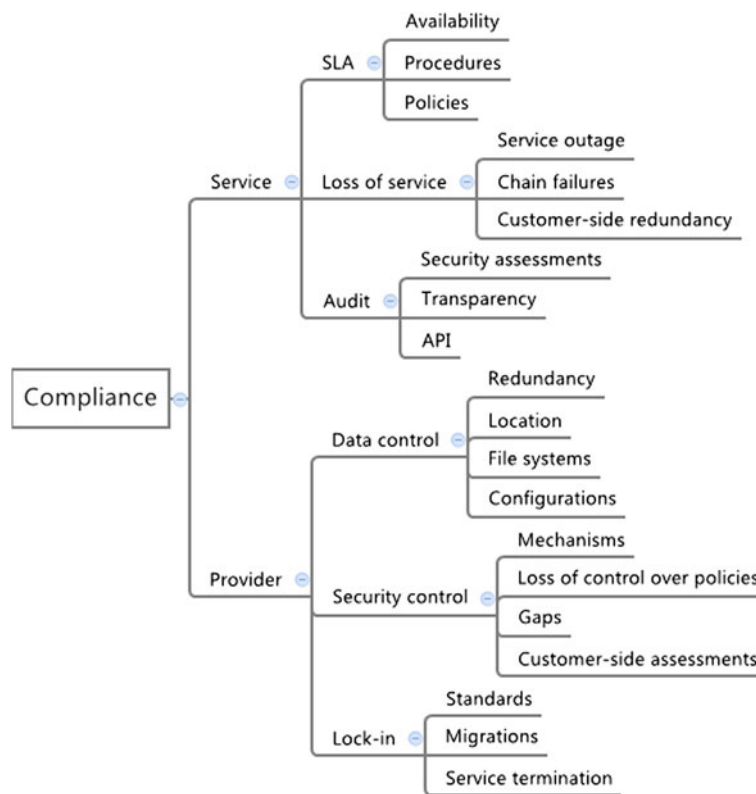 Availability
SLA
Procedures
Policies
Service outage
Service
Loss of service
Chain failures
Customer-side redundancy
Security assessments
Audit
Transparency
API
Compliance
Redundancy
Location
Data control
File systems
Configurations
Mechanisms
Provider
Loss of control over policies
Security control
Gaps
Customer-side assessments
Standards
Lock-in
Migrations
Service termination